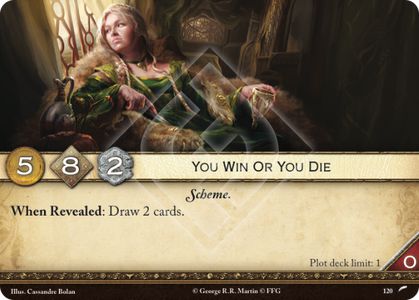 5 8 2 You Win Or You Die
Scheme.
When Revealed: Draw 2 cards.
Plot deck limit: 1
0
Illus. Cassandre Bolan © George R.R. Martin © FFG 120